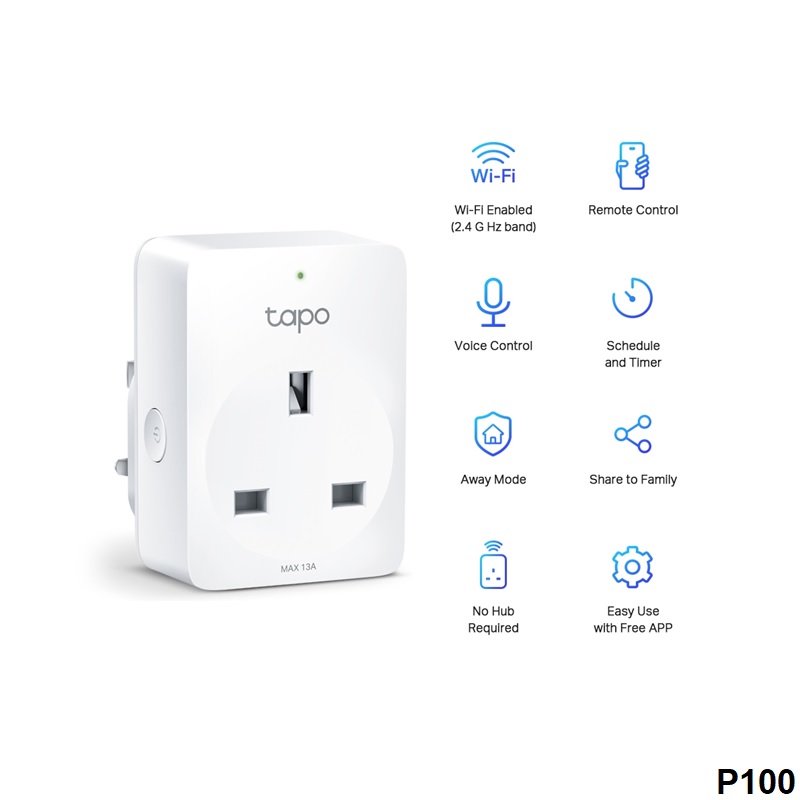 tapo
MAX 13A
Wi-Fi
Wi-Fi Enabled
(2.4 G Hz band)
Remote Control
Voice Control
Schedule
and Timer
Away Mode
Share to Family
No Hub
Required
Easy Use
with Free APP
P100